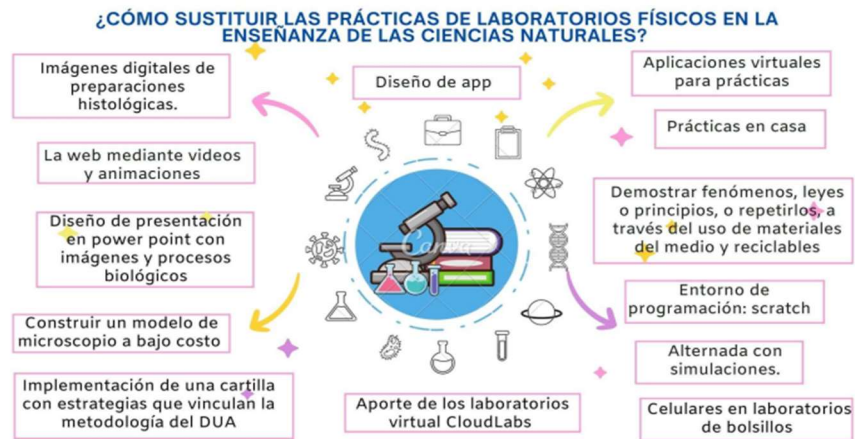 ¿CÓMO SUSTITUIR LAS PRÁCTICAS DE LABORATORIOS FÍSICOS EN LA
ENSEÑANZA DE LAS CIENCIAS NATURALES?
Imágenes digitales de
preparaciones
histológicas.
La web mediante videos
y animaciones
Diseño de presentación
en power point con
imágenes y procesos
biológicos
Construir un modelo de
microscopio a bajo costo
Implementación de una cartilla
con estrategias que vinculan la
metodología del DUA
Diseño de app
Canva
Aporte de los laboratorios
virtual CloudLabs
Aplicaciones virtuales
para prácticas
Prácticas en casa
Demostrar fenómenos, leyes
o principios, o repetirlos, a
través del uso de materiales
del medio y reciclables
Entorno de
programación: scratch
Alternada con
simulaciones.
Celulares en laboratorios
de bolsillos